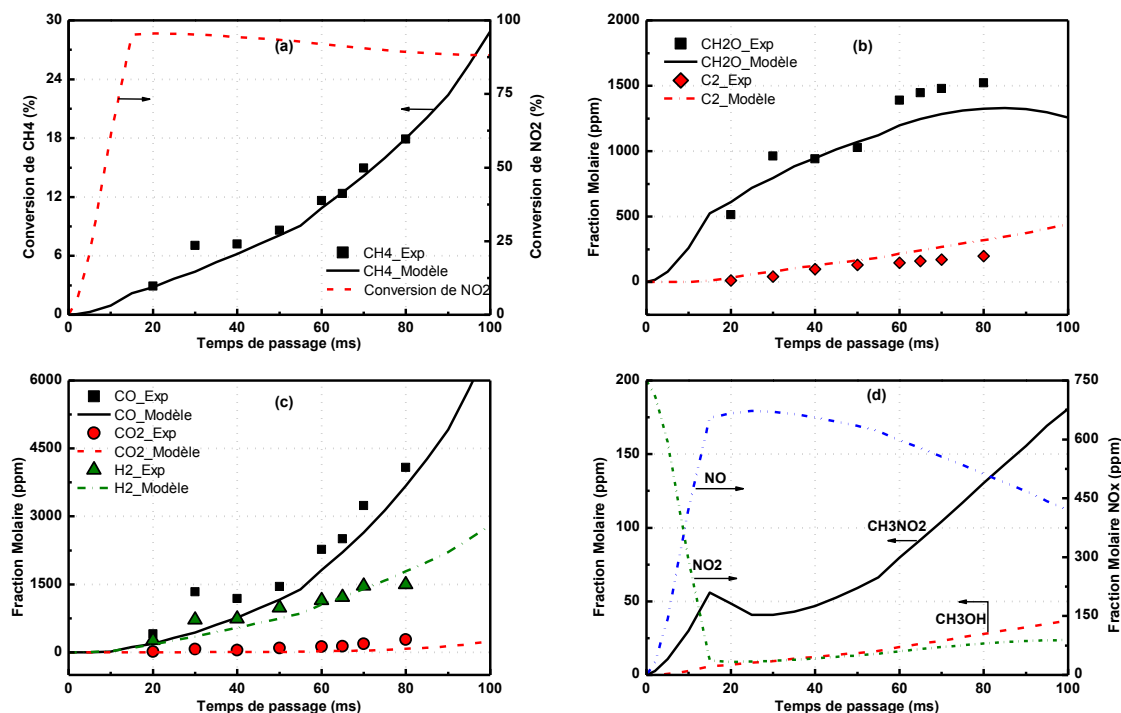 (a)
30
24
18
12
6
0
Conversion de CH4 (%)
100
75
50
25
0
Conversion de NO2 (%)
CH4_Exp
CH4_Modèle
Conversion de NO2
0 20 40 60 80 100
Temps de passage (ms)
(b)
2000
1500
1000
500
0
Fraction Molaire (ppm)
CH2O_Exp
CH2O_Modèle
C2_Exp
C2_Modèle
0 20 40 60 80 100
Temps de passage (ms)
(c)
6000
4500
3000
1500
0
Fraction Molaire (ppm)
CO_Exp
CO_Modèle
CO2_Exp
CO2_Modèle
H2_Exp
H2_Modèle
0 20 40 60 80 100
Temps de passage (ms)
(d)
200
175
150
125
100
75
50
25
0
Fraction Molaire (ppm)
750
600
450
300
150
0
Fraction Molaire NOx (ppm)
NO
CH3NO2
NO2
CH3OH
0 20 40 60 80 100
Temps de passage (ms)